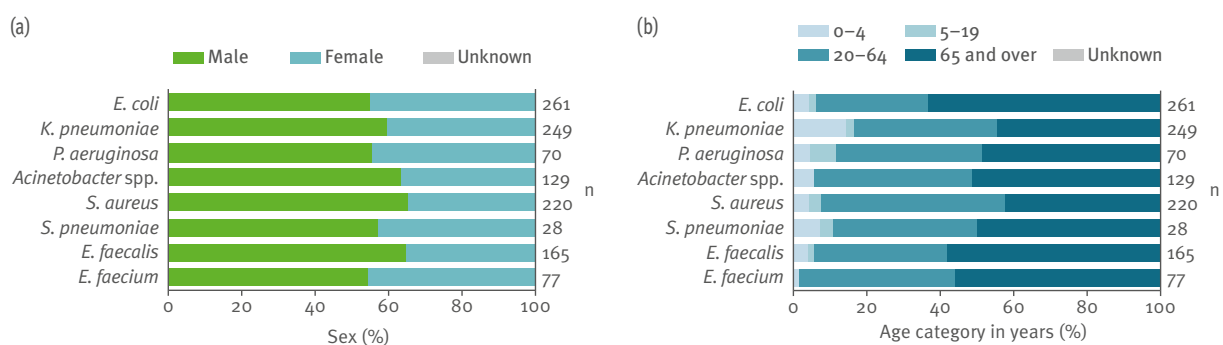 (a)
Male Female Unknown
E. coli 261
K. pneumoniae 249
P. aeruginosa 70
Acinetobacter spp. 129
n
S. aureus 220
S. pneumoniae 28
E. faecalis 165
E. faecium 77
0 20 40 60 80 100
Sex (%)
(b)
0–4 5–19
20–64 65 and over Unknown
E. coli 261
K. pneumoniae 249
P. aeruginosa 70
Acinetobacter spp. 129
n
S. aureus 220
S. pneumoniae 28
E. faecalis 165
E. faecium 77
0 20 40 60 80 100
Age category in years (%)